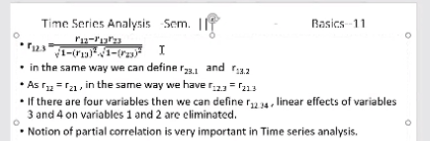 Time Series Analysis -Sem. III Basics--11
• r12.3 = r12−r13r23 / √1−(r13)² .√1−(r23)²
• in the same way we can define r23.1 and r13.2
• As r12 = r21, in the same way we have r12.3 = r21.3
• If there are four variables then we can define r12.34, linear effects of variables
3 and 4 on variables 1 and 2 are eliminated.
• Notion of partial correlation is very important in Time series analysis.